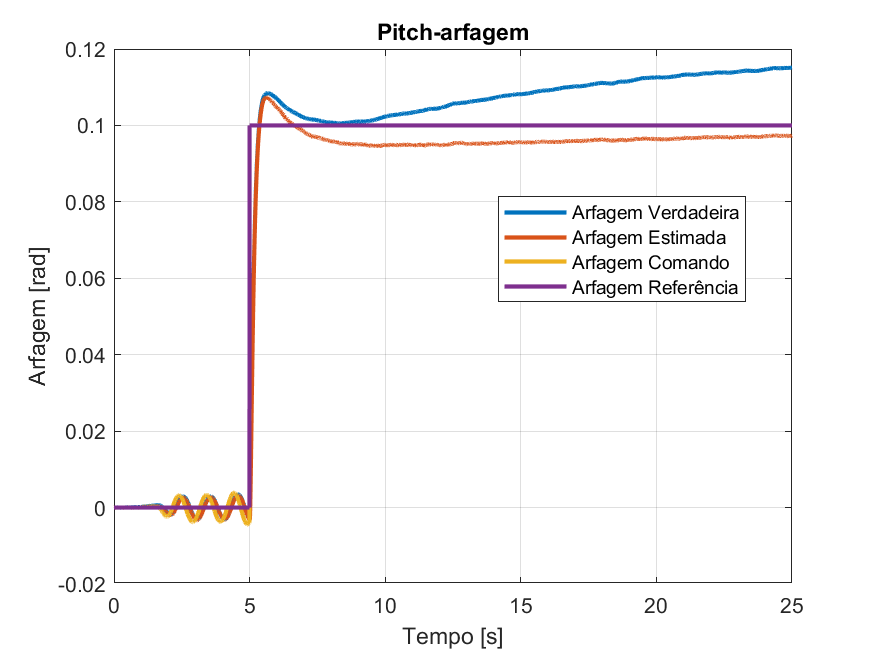 Pitch-arfagem
0.12
0.1
0.08
0.06
0.04
0.02
0
-0.02
Arfagem [rad]
Arfagem Verdadeira
Arfagem Estimada
Arfagem Comando
Arfagem Referência
0 5 10 15 20 25
Tempo [s]